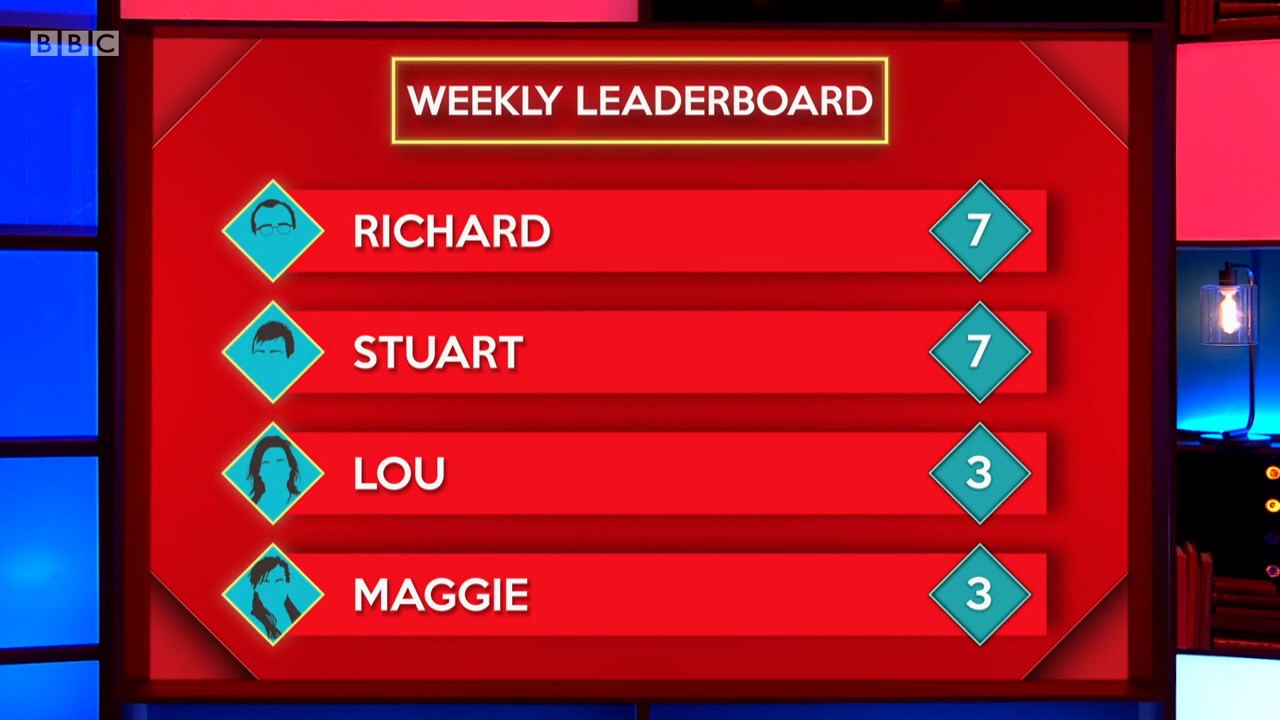 BBC
WEEKLY LEADERBOARD
RICHARD 7
STUART 7
LOU 3
MAGGIE 3